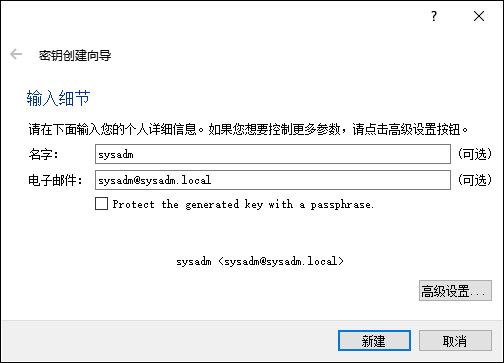 密钥创建向导
输入细节
请在下面输入您的个人详细信息。如果您想要控制更多参数，请点击高级设置按钮。
名字： sysadm (可选)
电子邮件： sysadm@sysadm.local (可选)
Protect the generated key with a passphrase.
sysadm <sysadm@sysadm.local>
高级设置...
新建 取消